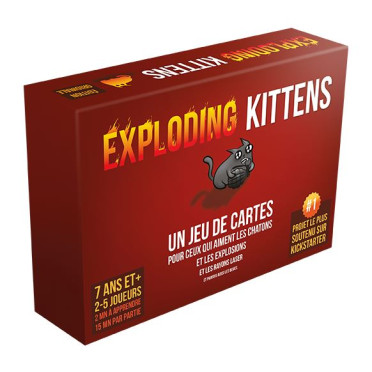 EXPLODING KITTENS
ÉDITION
ORIGINALE
EXPLODING KITTENS
UN JEU DE CARTES
POUR CEUX QUI AIMENT LES CHATONS
ET LES EXPLOSIONS
ET LES RAYONS LASER
7 ANS ET+
2-5 JOUEURS
2 MN À APPRENDRE
15 MN PAR PARTIE
#1
PROJET LE PLUS
SOUTENU SUR
KICKSTARTER